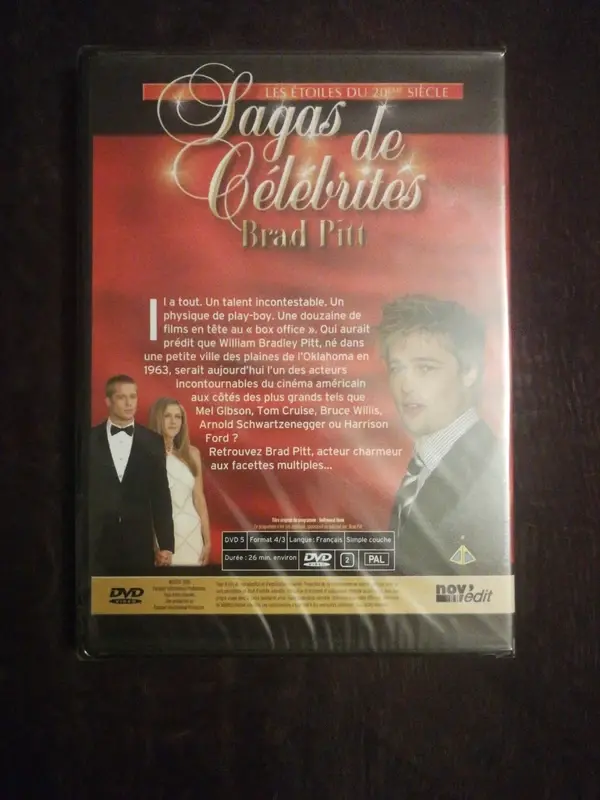 LES ÉTOILES DU 20ÈME SIÈCLE
Sagas de
Célébrités
Brad Pitt
Il a tout. Un talent incontestable. Un
physique de play-boy. Une douzaine de
films en tête au « box office ». Qui aurait
prédit que William Bradley Pitt, né dans
une petite ville des plaines de l'Oklahoma en
1963, serait aujourd'hui l'un des acteurs
incontournables du cinéma américain
aux côtés des plus grands tels que
Mel Gibson, Tom Cruise, Bruce Willis,
Arnold Schwartzenegger ou Harrison
Ford ?
Retrouvez Brad Pitt, acteur charmeur
aux facettes multiples...
DVD 5 Format 4/3 Langue: Français Simple couche
Durée : 26 min. environ DVD VIDEO 2 PAL
DVD VIDEO
nov' édit